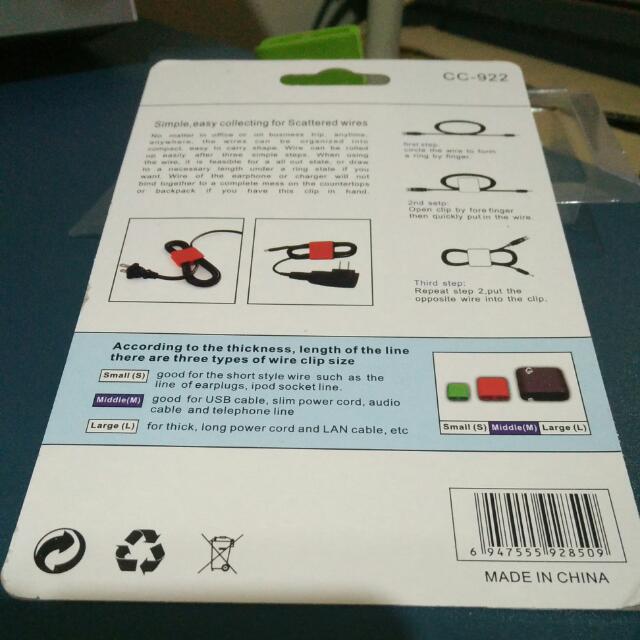 CC-922
Simple,easy collecting for Scattered wires
No matter in office or on business trip, anytime,
anywhere, the wires can be organized into
compact, easy to carry shape. Wire can be rolled
up easily after three simple steps. When using
the wire, it is feasible for a all out state, or draw
to a necessary length under a ring state if you
want. Wire of the earphone or charger will not
bind together to a complete mess on the countertops
or backpack if you have this clip in hand.
first step:
circle the wire to form
a ring by finger.
2nd setp:
Open clip by fore finger
then quickly put in the wire.
Third step:
Repeat step 2,put the
opposite wire into the clip.
According to the thickness, length of the line
there are three types of wire clip size
Small (S) good for the short style wire such as the
line of earplugs, ipod socket line.
Middle(M) good for USB cable, slim power cord, audio
cable and telephone line
Large (L) for thick, long power cord and LAN cable, etc
Small (S) Middle(M) Large (L)
6 947555 928509
MADE IN CHINA